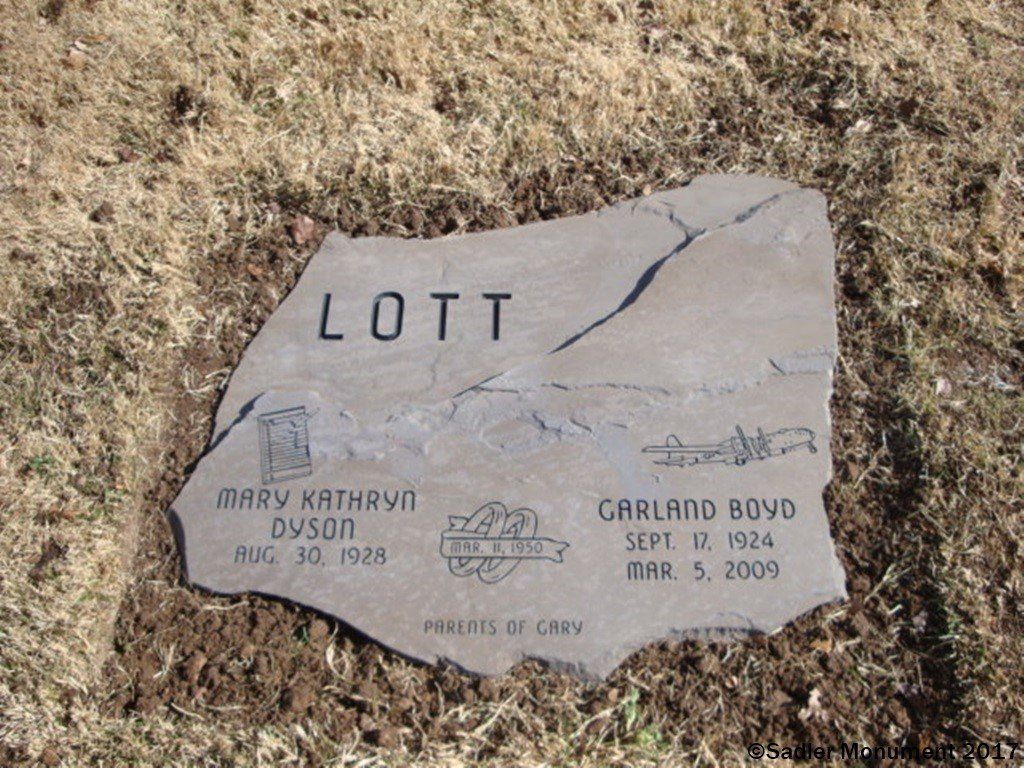 LOTT
MARY KATHRYN
DYSON
AUG. 30, 1928
MAR. 11, 1950
GARLAND BOYD
SEPT. 17, 1924
MAR. 5, 2009
PARENTS OF GARY
©Sadler Monument 2017